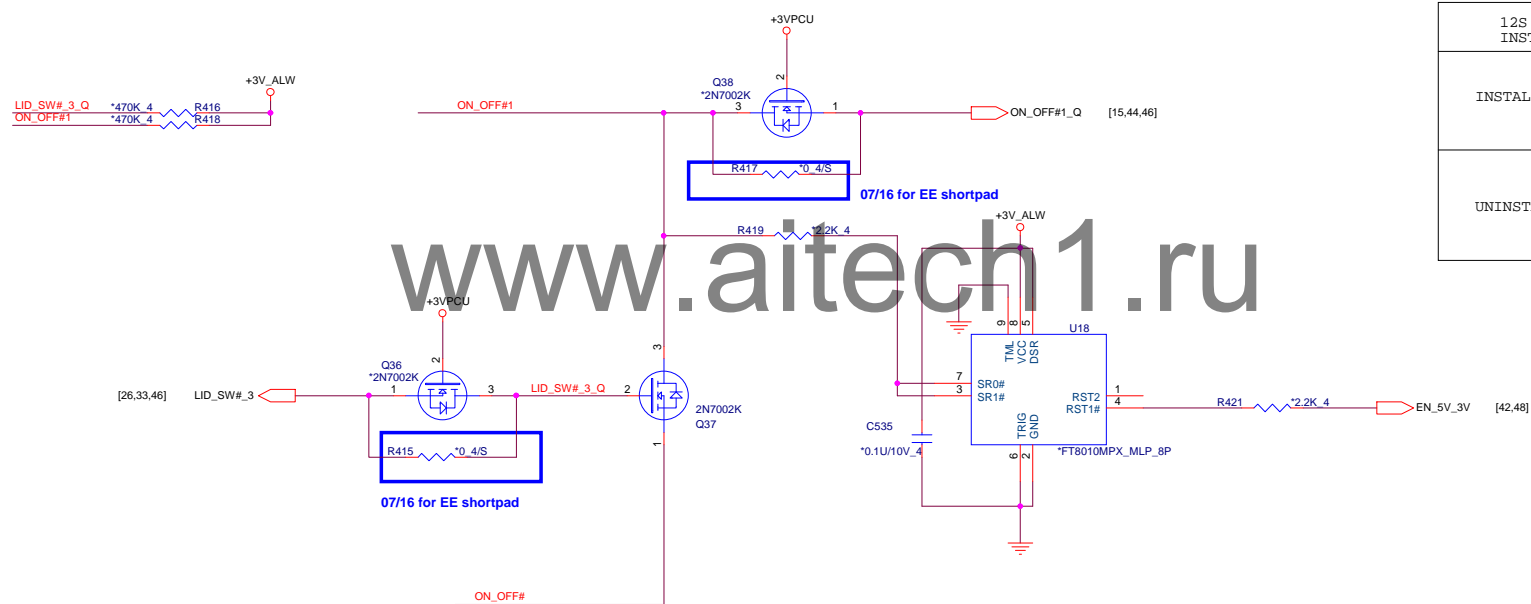 12S
INST
+3VPCU
+3V_ALW
Q38
*2N7002K
2
INSTAL
LID_SW#_3_Q
*470K_4
R416
ON_OFF#1
*470K_4
R418
ON_OFF#1
3
1
ON_OFF#1_Q
[15,44,46]
R417
*0_4/S
07/16 for EE shortpad
UNINST
+3V_ALW
R419
*2.2K_4
www.aitech1.ru
+3VPCU
9
8
5
U18
TML
VCC
DSR
3
Q36
*2N7002K
2
7
SR0#
3
SR1#
[26,33,46]
LID_SW#_3
1
3
LID_SW#_3_Q
2
RST2
1
RST1#
4
R421
*2.2K_4
EN_5V_3V
[42,48]
2N7002K
Q37
C535
*0.1U/10V_4
TRIG
GND
6
2
*FT8010MPX_MLP_8P
R415
*0_4/S
1
07/16 for EE shortpad
ON_OFF#